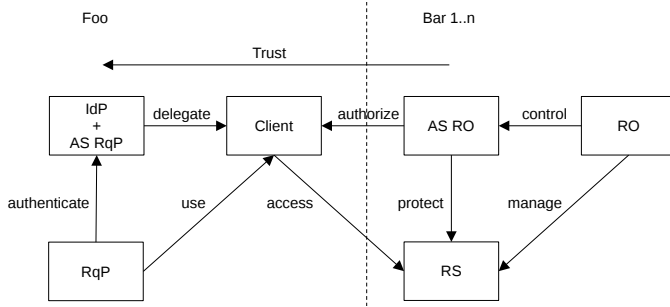 Foo
Bar 1..n
Trust
IdP
+
AS RqP
delegate
Client
authorize
AS RO
control
RO
authenticate
use
access
protect
manage
RqP
RS